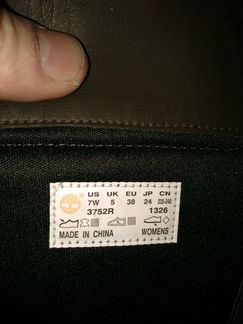 US UK EU JP CN
7W 5 38 24 235-240
3752R 1326
MADE IN CHINA WOMENS